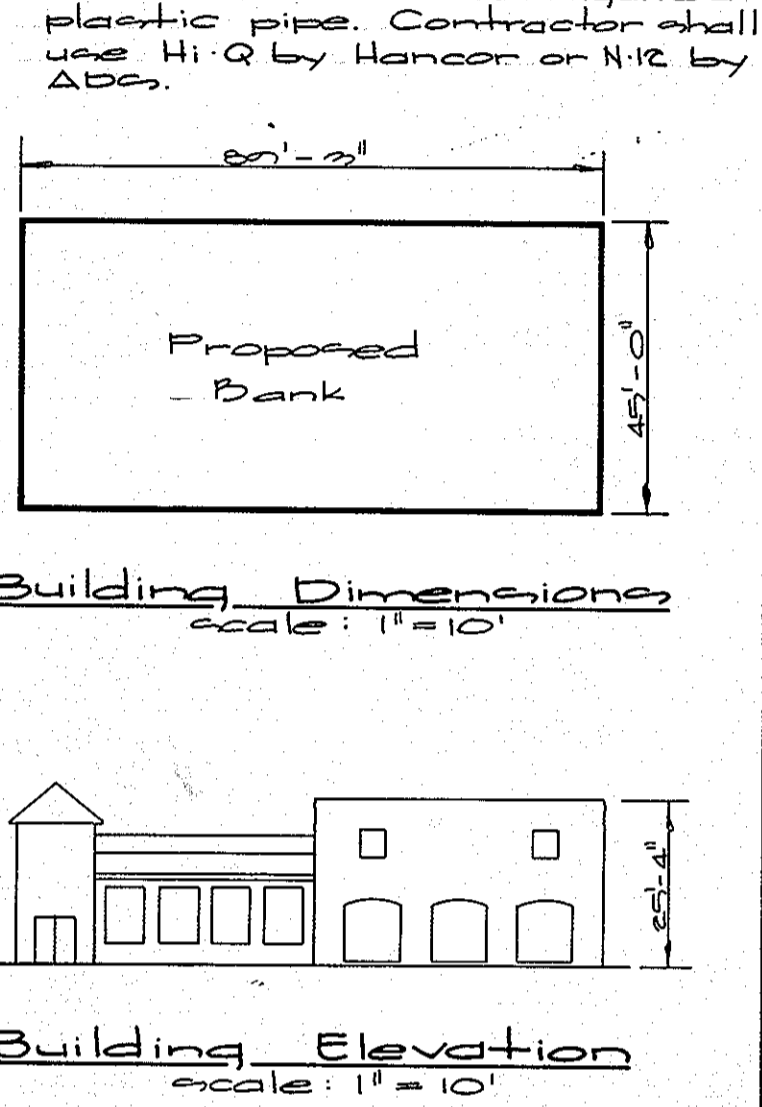 plastic pipe. Contractor shall
use Hi-Q by Hancor or N-12 by
ADS.
89'-3"
Proposed
Bank
45'-0"
Building Dimensions
scale: 1"=10'
25'-4"
Building Elevation
scale: 1"=10'